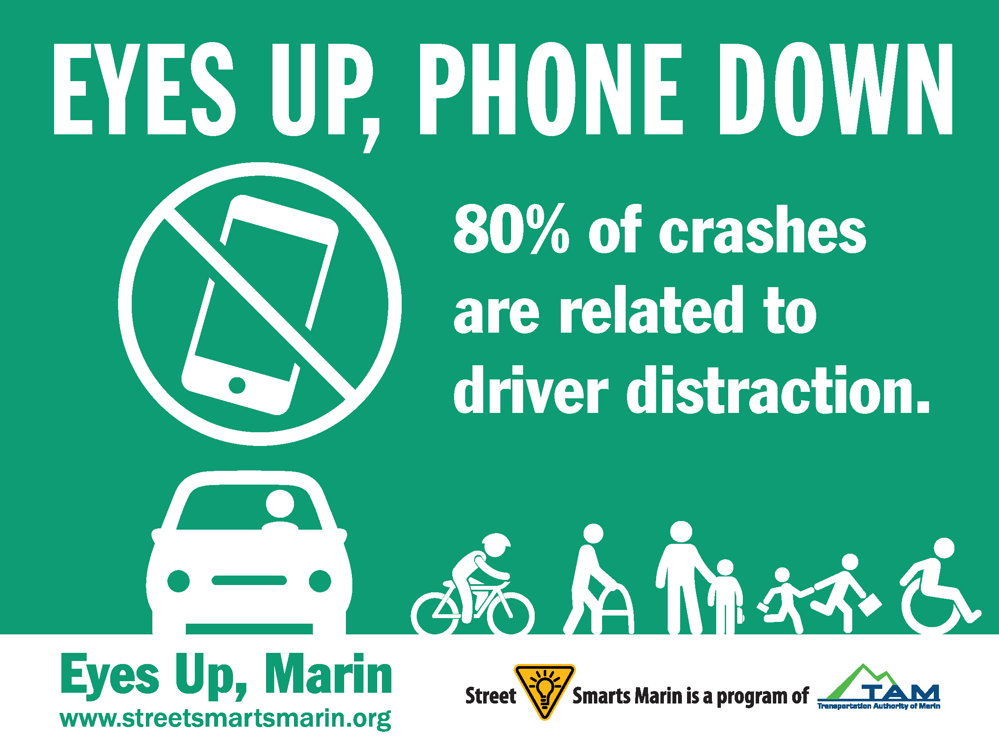 EYES UP, PHONE DOWN
80% of crashes
are related to
driver distraction.
Eyes Up, Marin
www.streetsmartsmarin.org
Street Smarts Marin is a program of
TAM
Transportation Authority of Marin